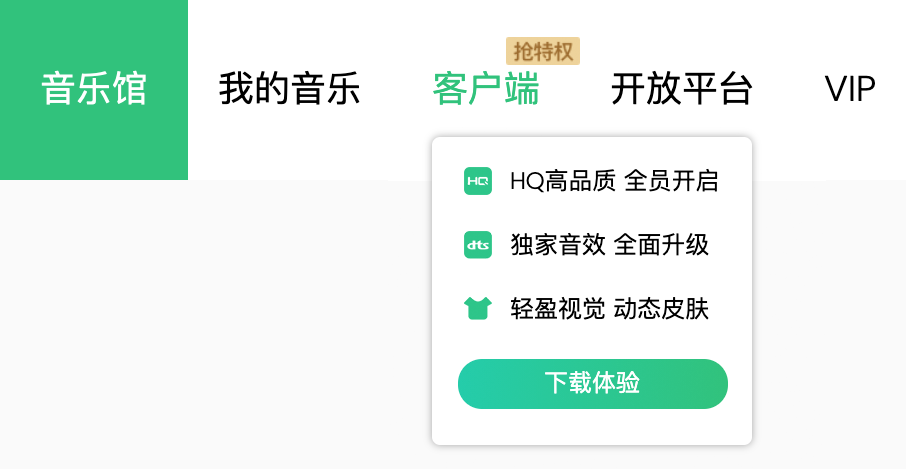 抢特权
音乐馆 我的音乐 客户端 开放平台 VIP
HQ HQ高品质 全员开启
dts 独家音效 全面升级
轻盈视觉 动态皮肤
下载体验